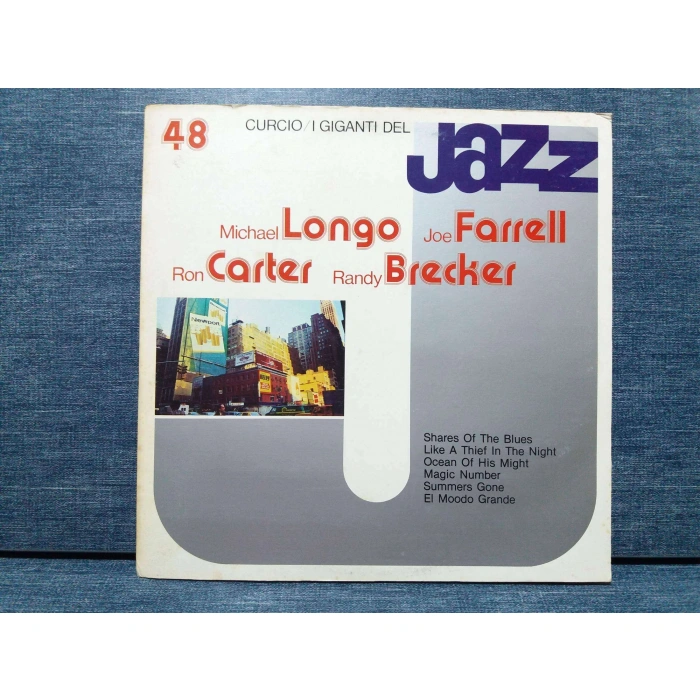 48
CURCIO/I GIGANTI DEL
Jazz
Michael Longo Joe Farrell
Ron Carter Randy Brecker
Newport
Shares Of The Blues
Like A Thief In The Night
Ocean Of His Might
Magic Number
Summers Gone
El Moodo Grande